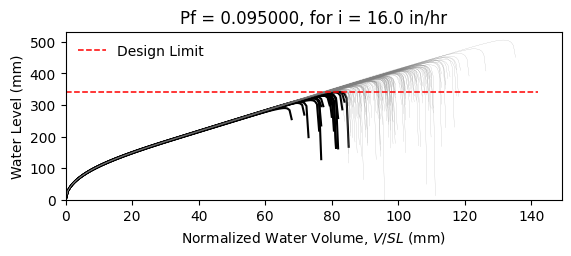 Pf = 0.095000, for i = 16.0 in/hr
Design Limit
Water Level (mm)
500
400
300
200
100
0
0 20 40 60 80 100 120 140
Normalized Water Volume, V/SL (mm)